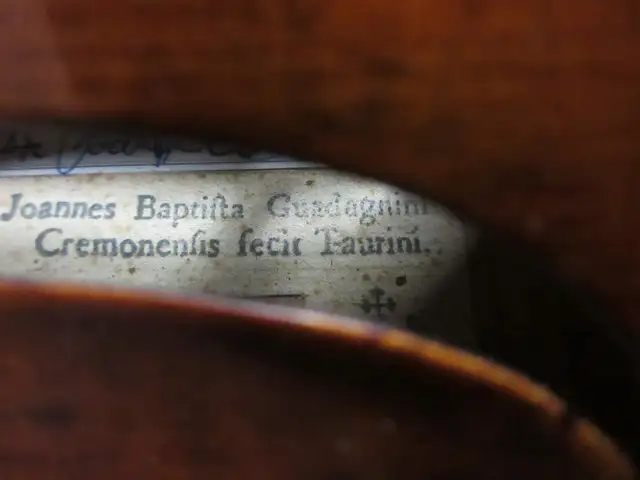 Joannes Baptiſta Guadagnini
Cremonenſis fecit Taurini.